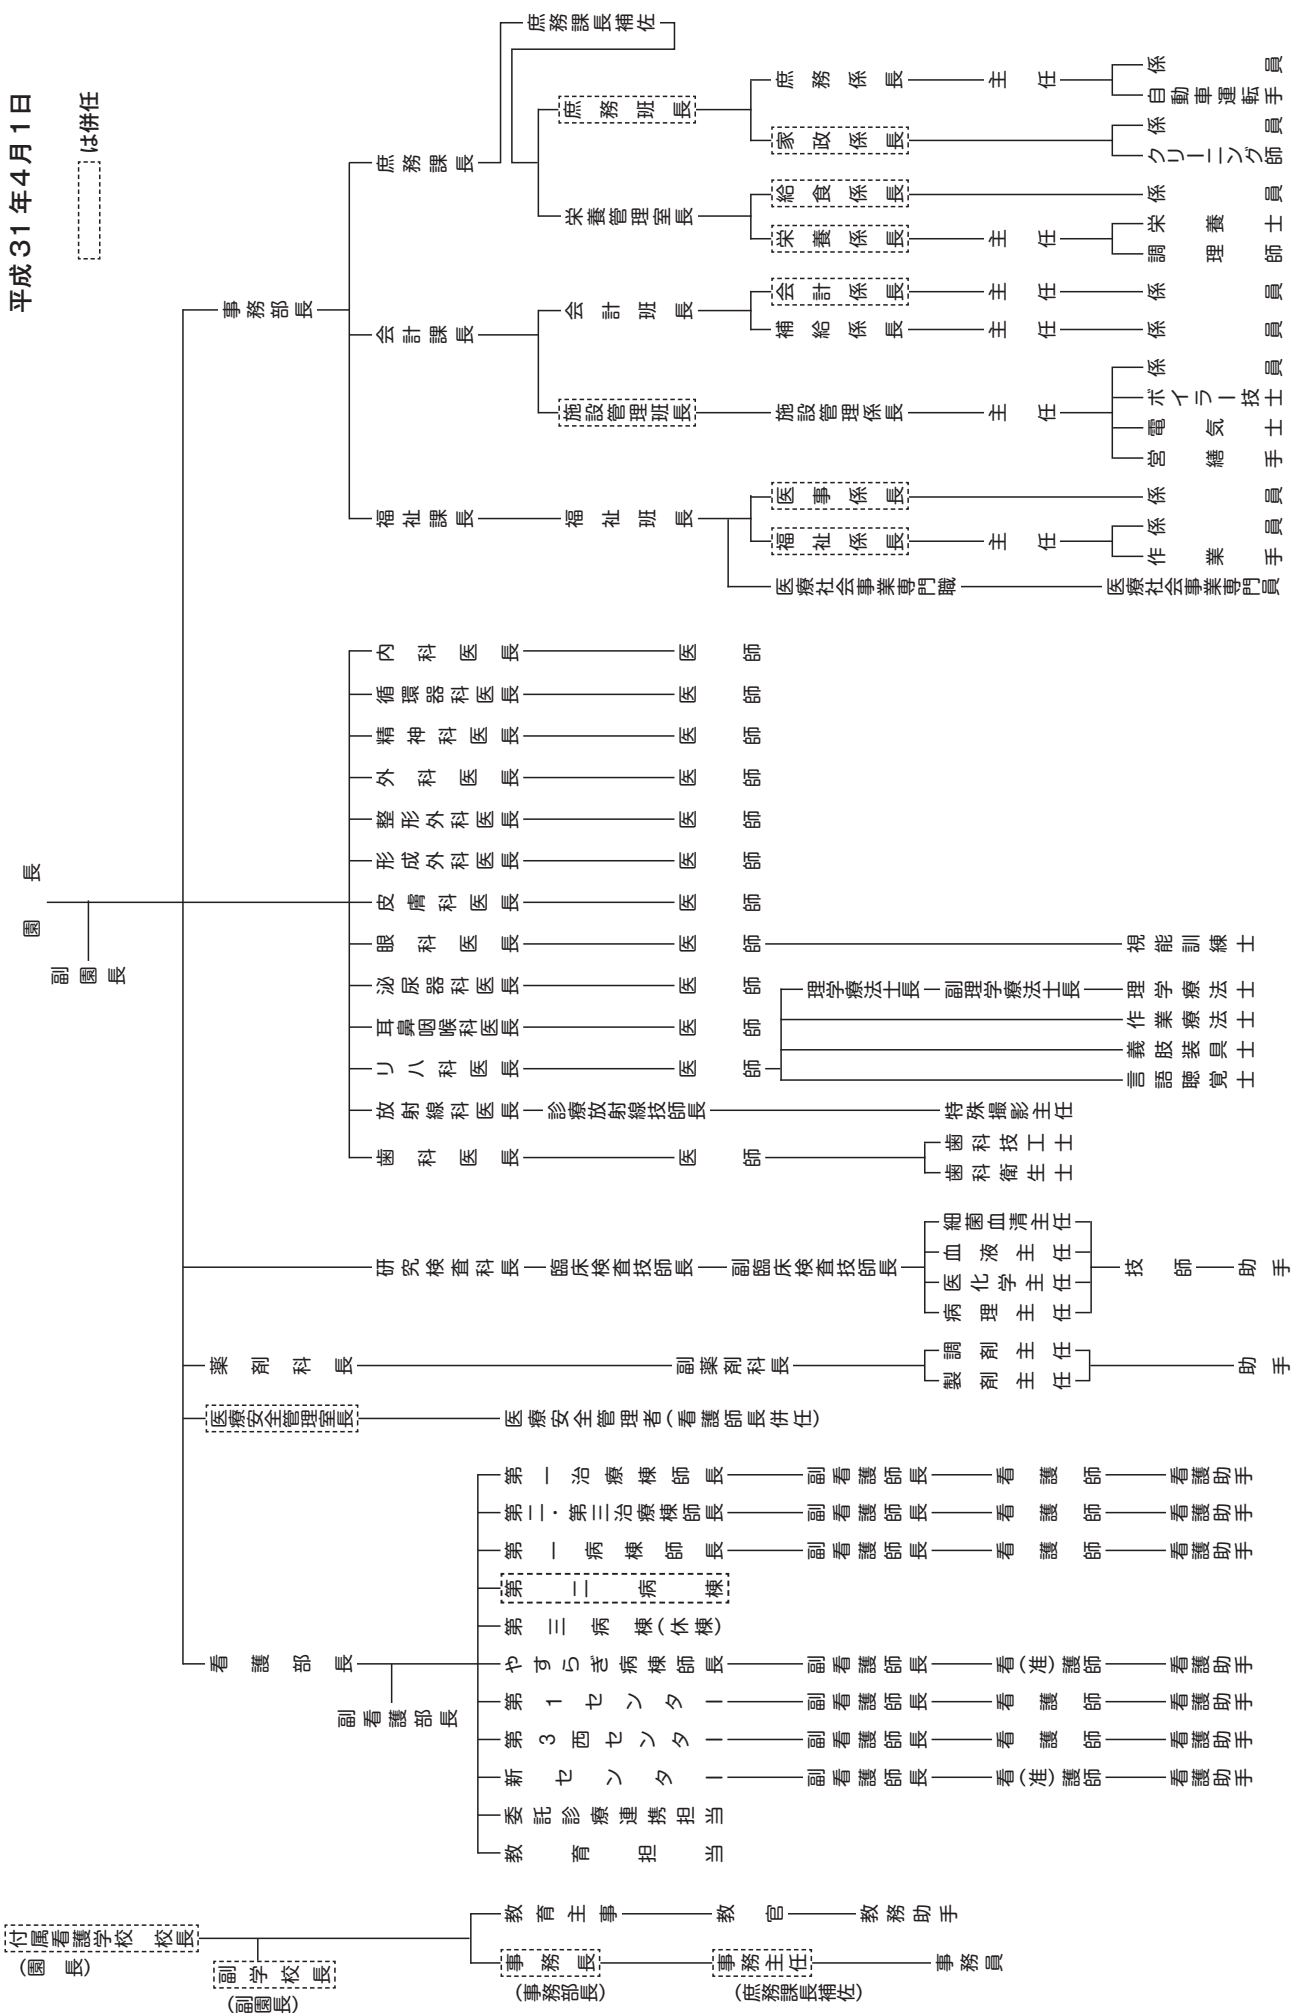 平成31年4月1日
は併任
園長
副園長
事務部長
庶務課長
庶務課長補佐
庶務班長
庶務係長
主任
係員
自動車運転手
家政係長
係員
クリーニング師
栄養管理室長
給食係長
係員
栄養係長
主任
栄養士
調理師
会計課長
会計班長
会計係長
主任
係員
補給係長
主任
係員
施設管理班長
施設管理係長
主任
係員
ボイラー技士
電気士
営繕手
福祉課長
福祉班長
医事係長
係員
福祉係長
主任
係員
作業手
医療社会事業専門職
医療社会事業専門員
内科医長
医師
循環器科医長
医師
精神科医長
医師
外科医長
医師
整形外科医長
医師
形成外科医長
医師
皮膚科医長
医師
眼科医長
医師
視能訓練士
泌尿器科医長
医師
耳鼻咽喉科医長
医師
リハ科医長
医師
理学療法士長
副理学療法士長
理学療法士
作業療法士
義肢装具士
言語聴覚士
放射線科医長
診療放射線技師長
特殊撮影主任
歯科医長
医師
歯科技工士
歯科衛生士
研究検査科長
臨床検査技師長
副臨床検査技師長
細菌血清主任
血液主任
医化学主任
病理主任
技師
助手
薬剤科長
副薬剤科長
調剤主任
製剤主任
助手
医療安全管理室長
医療安全管理者(看護師長併任)
看護部長
副看護部長
第一治療棟師長
副看護師長
看護師
看護助手
第二・第三治療棟師長
副看護師長
看護師
看護助手
第一病棟師長
副看護師長
看護師
看護助手
第二病棟
第三病棟(休棟)
やすらぎ病棟師長
副看護師長
看(准)護師
看護助手
第1センター
副看護師長
看護師
看護助手
第3西センター
副看護師長
看護師
看護助手
新センター
副看護師長
看(准)護師
看護助手
委託診療連携担当
教育担当
付属看護学校 校長
(園長)
副学校長
(副園長)
教育主事
教官
教務助手
事務長
(事務部長)
事務主任
(庶務課長補佐)
事務員